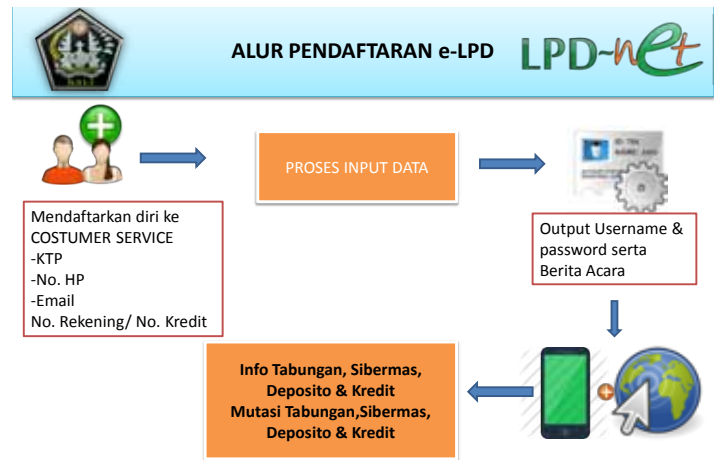 ALUR PENDAFTARAN e-LPD
LPD-net
PROSES INPUT DATA
Mendaftarkan diri ke
COSTUMER SERVICE
-KTP
-No. HP
-Email
No. Rekening/ No. Kredit
Output Username &
password serta
Berita Acara
Info Tabungan, Sibermas,
Deposito & Kredit
Mutasi Tabungan,Sibermas,
Deposito & Kredit